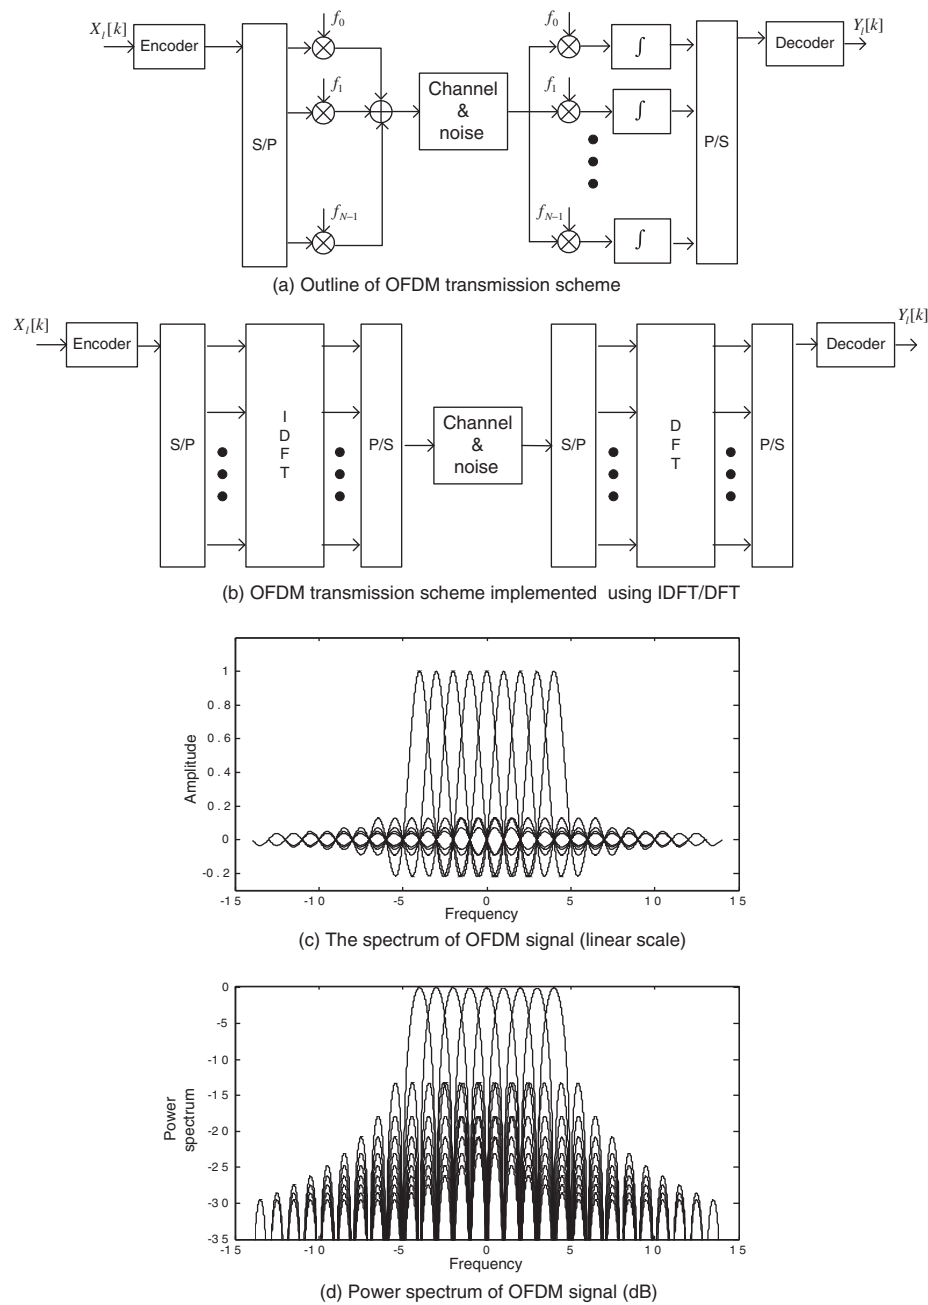 X_l[k]
Encoder
S/P
f_0
f_1
f_{N-1}
Channel
&
noise
f_0
f_1
f_{N-1}
∫
∫
∫
P/S
Decoder
Y_l[k]
(a) Outline of OFDM transmission scheme
X_l[k]
Encoder
S/P
I
D
F
T
P/S
Channel
&
noise
S/P
D
F
T
P/S
Decoder
Y_l[k]
(b) OFDM transmission scheme implemented using IDFT/DFT
1
0.8
0.6
0.4
0.2
0
-0.2
Amplitude
-15 -10 -5 0 5 10 15
Frequency
(c) The spectrum of OFDM signal (linear scale)
0
-5
-10
-15
-20
-25
-30
-35
Power
spectrum
-15 -10 -5 0 5 10 15
Frequency
(d) Power spectrum of OFDM signal (dB)